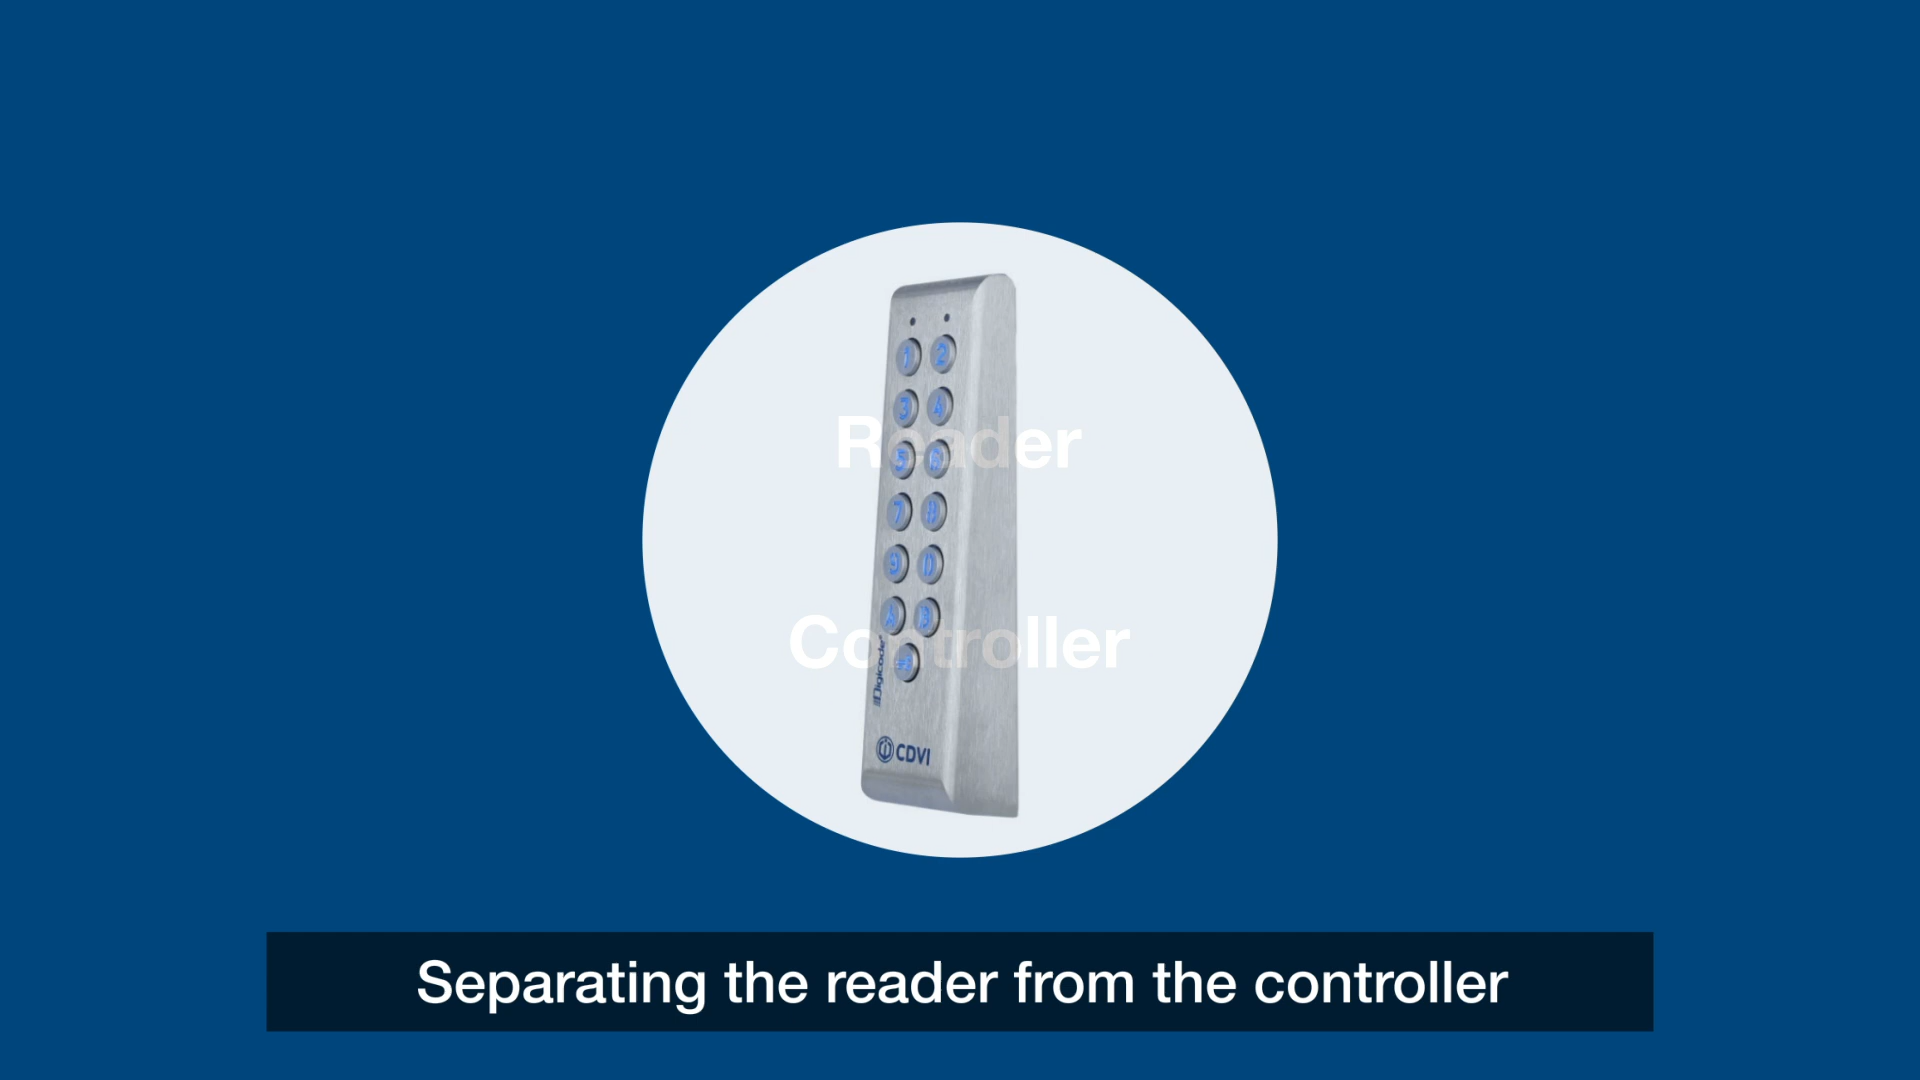 1 2
3 4
Reader
5 6
7 8
9 0
A B
Controller
Digicode®
CDVI
Separating the reader from the controller